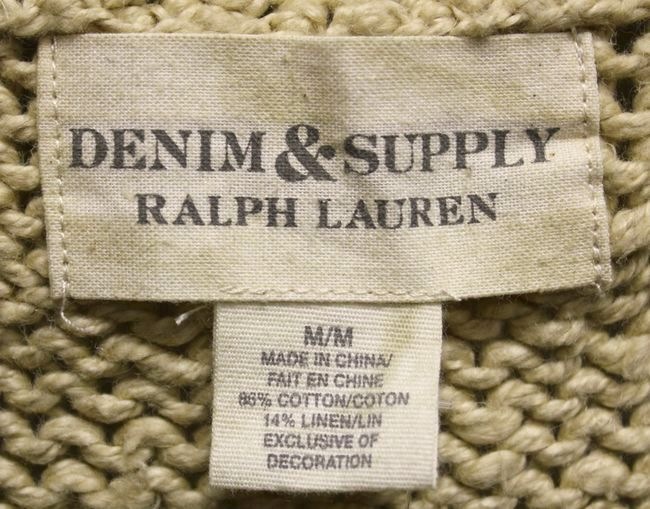 DENIM & SUPPLY
RALPH LAUREN
M/M
MADE IN CHINA/
FAIT EN CHINE
86% COTTON/COTON
14% LINEN/LIN
EXCLUSIVE OF
DECORATION